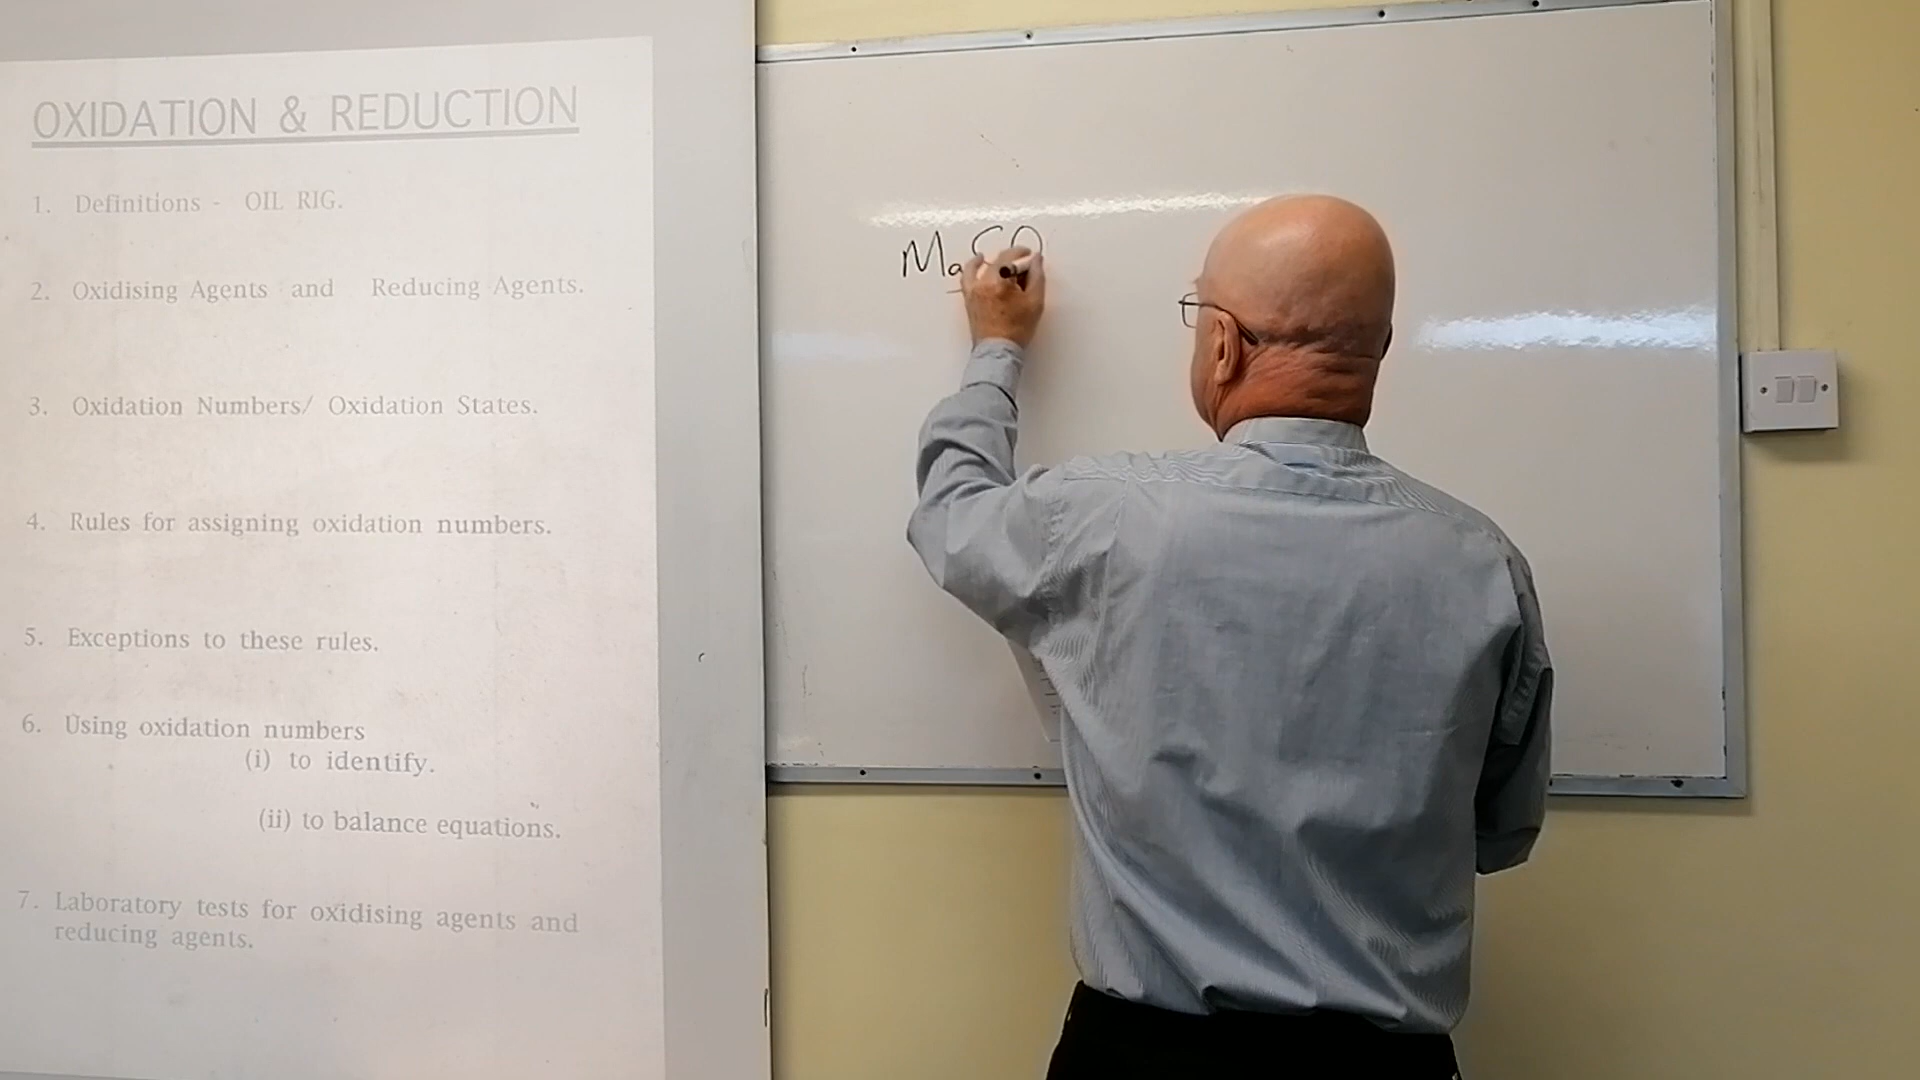 OXIDATION & REDUCTION
1. Definitions - OIL RIG.
2. Oxidising Agents and Reducing Agents.
3. Oxidation Numbers/ Oxidation States.
4. Rules for assigning oxidation numbers.
5. Exceptions to these rules.
6. Using oxidation numbers
(i) to identify.
(ii) to balance equations.
7. Laboratory tests for oxidising agents and
reducing agents.